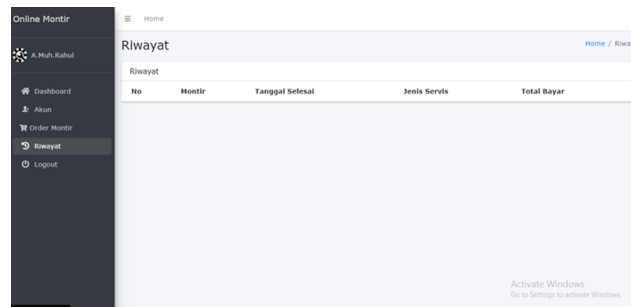 Online Montir
Home
A.Muh.Rahul
Riwayat
Home / Riwa
Riwayat
No Montir Tanggal Selesai Jenis Servis Total Bayar
Dashboard
Akun
Order Montir
Riwayat
Logout
Activate Windows
Go to Settings to activate Windows.